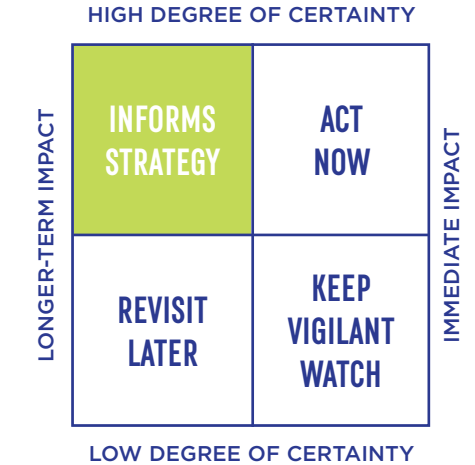 HIGH DEGREE OF CERTAINTY
LONGER-TERM IMPACT
INFORMS
STRATEGY
ACT
NOW
IMMEDIATE IMPACT
REVISIT
LATER
KEEP
VIGILANT
WATCH
LOW DEGREE OF CERTAINTY